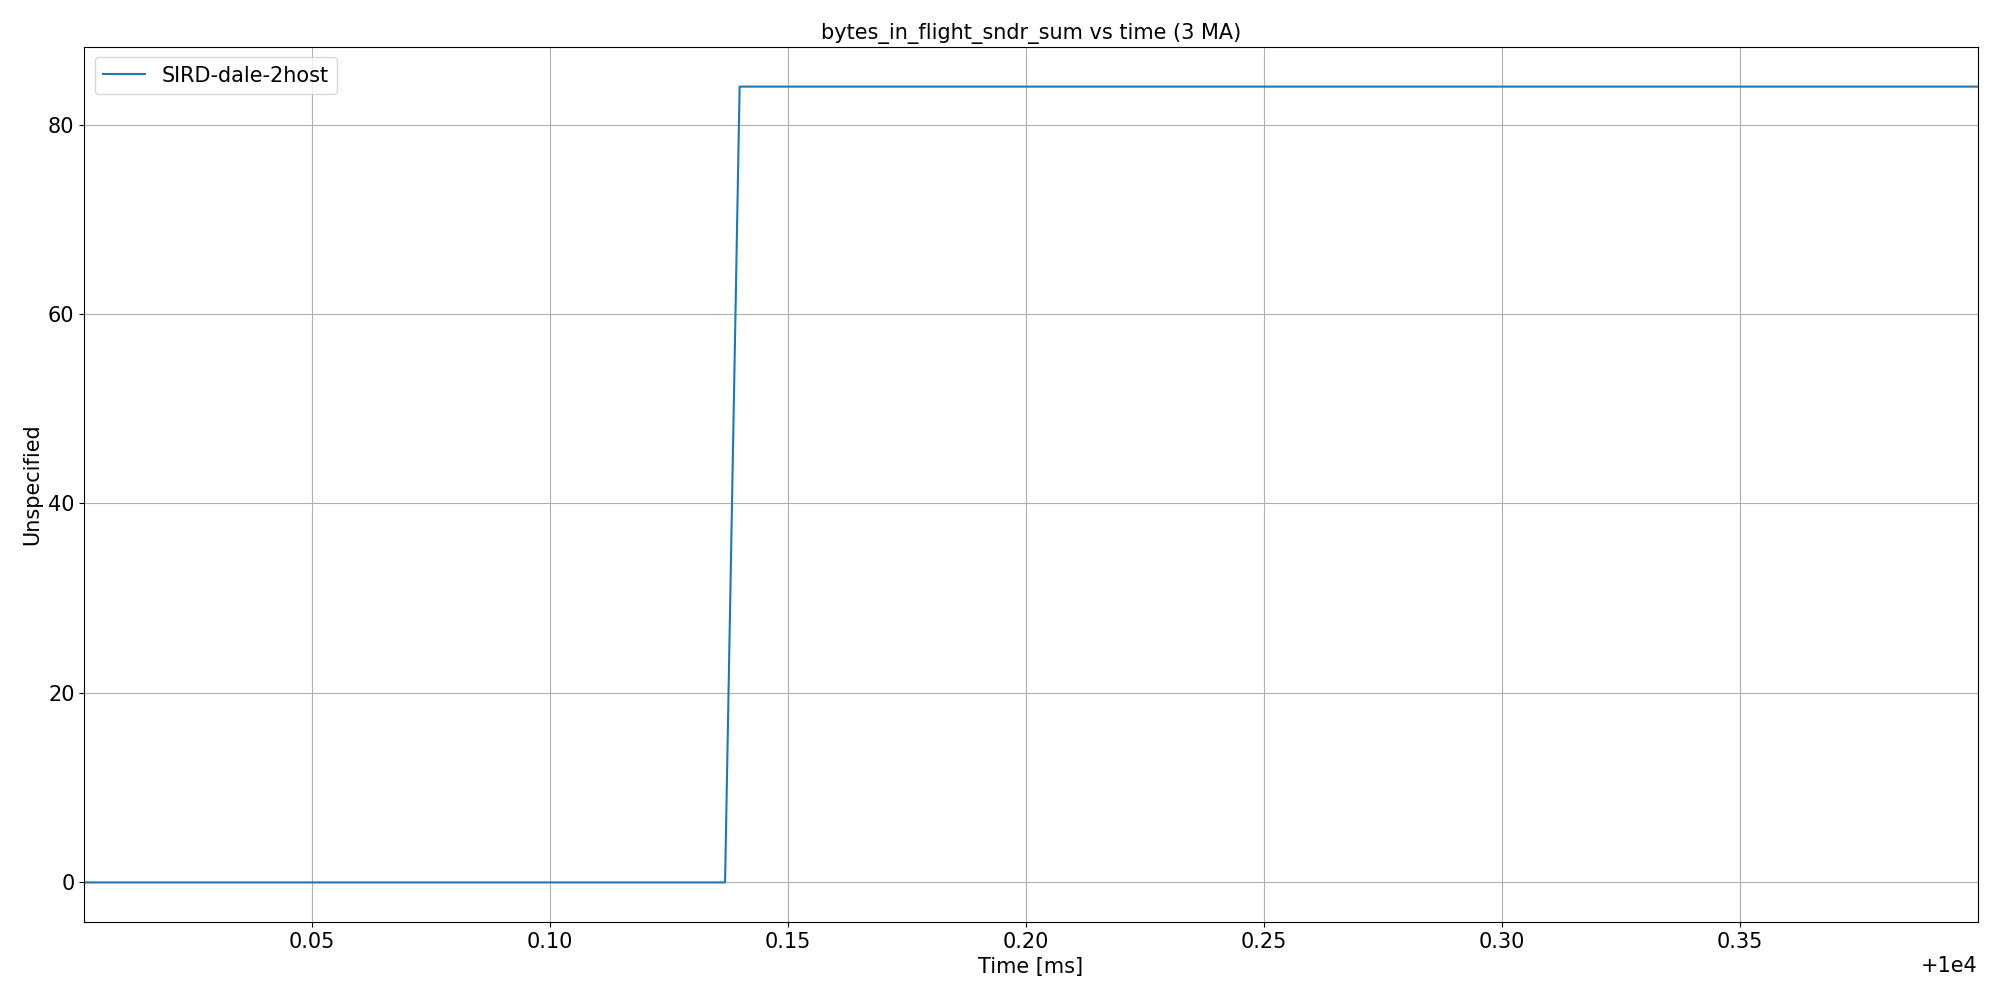 bytes_in_flight_sndr_sum vs time (3 MA)
SIRD-dale-2host
80
60
40
20
0
Unspecified
0.05 0.10 0.15 0.20 0.25 0.30 0.35
Time [ms]
+1e4